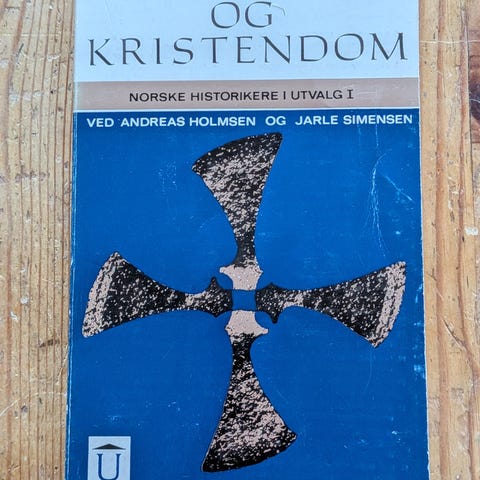 OG
KRISTENDOM
NORSKE HISTORIKERE I UTVALG I
VED ANDREAS HOLMSEN OG JARLE SIMENSEN
U